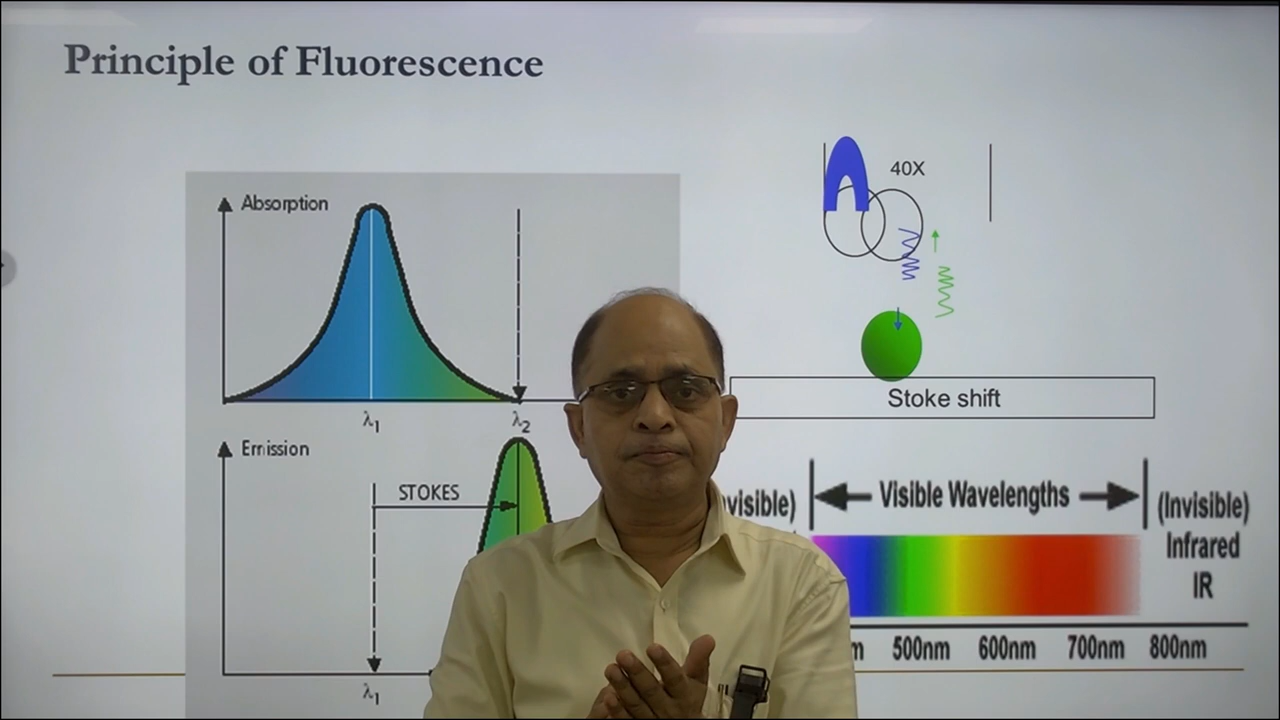 Principle of Fluorescence
Absorption
λ1
λ2
Emission
STOKES
λ1
40X
Stoke shift
Visible Wavelengths
(Invisible)
Infrared
IR
500nm 600nm 700nm 800nm